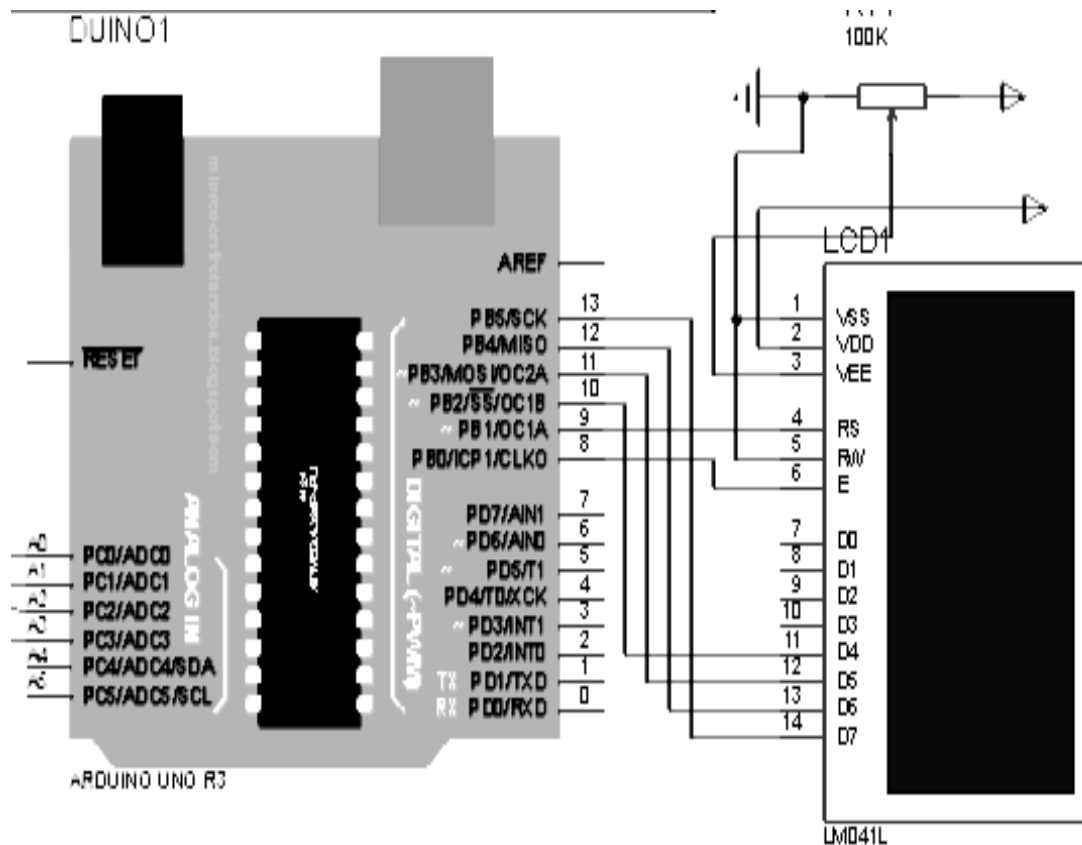 DUINO1
100K
LCD1
AREF
13
PB5/SCK
12
PB4/MISO
RESET
11
~PB3/MOSI/OC2A
10
~ PB2/SS/OC1B
9
~ PB1/OC1A
8
PB0/ICP1/CLKO
7
PD7/AIN1
6
~ PD6/AIN0
5
~ PD5/T1
4
PD4/T0/XCK
3
~ PD3/INT1
2
PD2/INT0
1
TX PD1/TXD
0
RX PD0/RXD
DIGITAL (~PWM)
ANALOG IN
PC0/ADC0
PC1/ADC1
PC2/ADC2
PC3/ADC3
PC4/ADC4/SDA
PC5/ADC5/SCL
ARDUINO UNO R3
1 VSS
2 VDD
3 VEE
4 RS
5 RW
6 E
7 D0
8 D1
9 D2
10 D3
11 D4
12 D5
13 D6
14 D7
LM041L